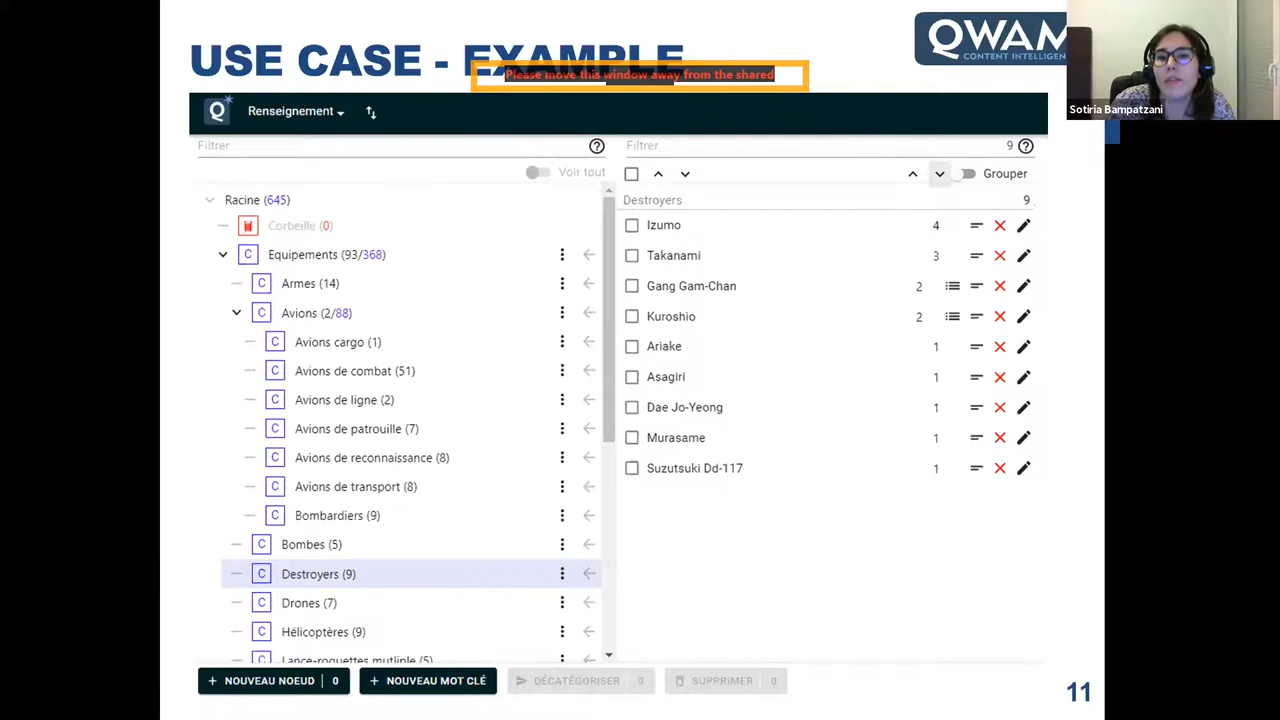 USE CASE - EXAMPLE
Please move this window away from the shared
QWAM
CONTENT INTELLIGEN
Sotiria Bampatzani
Q Renseignement
Filtrer
Voir tout
Racine (645)
Corbeille (0)
C Equipements (93/368)
C Armes (14)
C Avions (2/88)
C Avions cargo (1)
C Avions de combat (51)
C Avions de ligne (2)
C Avions de patrouille (7)
C Avions de reconnaissance (8)
C Avions de transport (8)
C Bombardiers (9)
C Bombes (5)
C Destroyers (9)
C Drones (7)
C Hélicoptères (9)
C Lance-roquettes mutliple (5)
Filtrer 9
Grouper
Destroyers 9
Izumo 4
Takanami 3
Gang Gam-Chan 2
Kuroshio 2
Ariake 1
Asagiri 1
Dae Jo-Yeong 1
Murasame 1
Suzutsuki Dd-117 1
+ NOUVEAU NOEUD | 0
+ NOUVEAU MOT CLÉ
DÉCATÉGORISER 0
SUPPRIMER 0
11